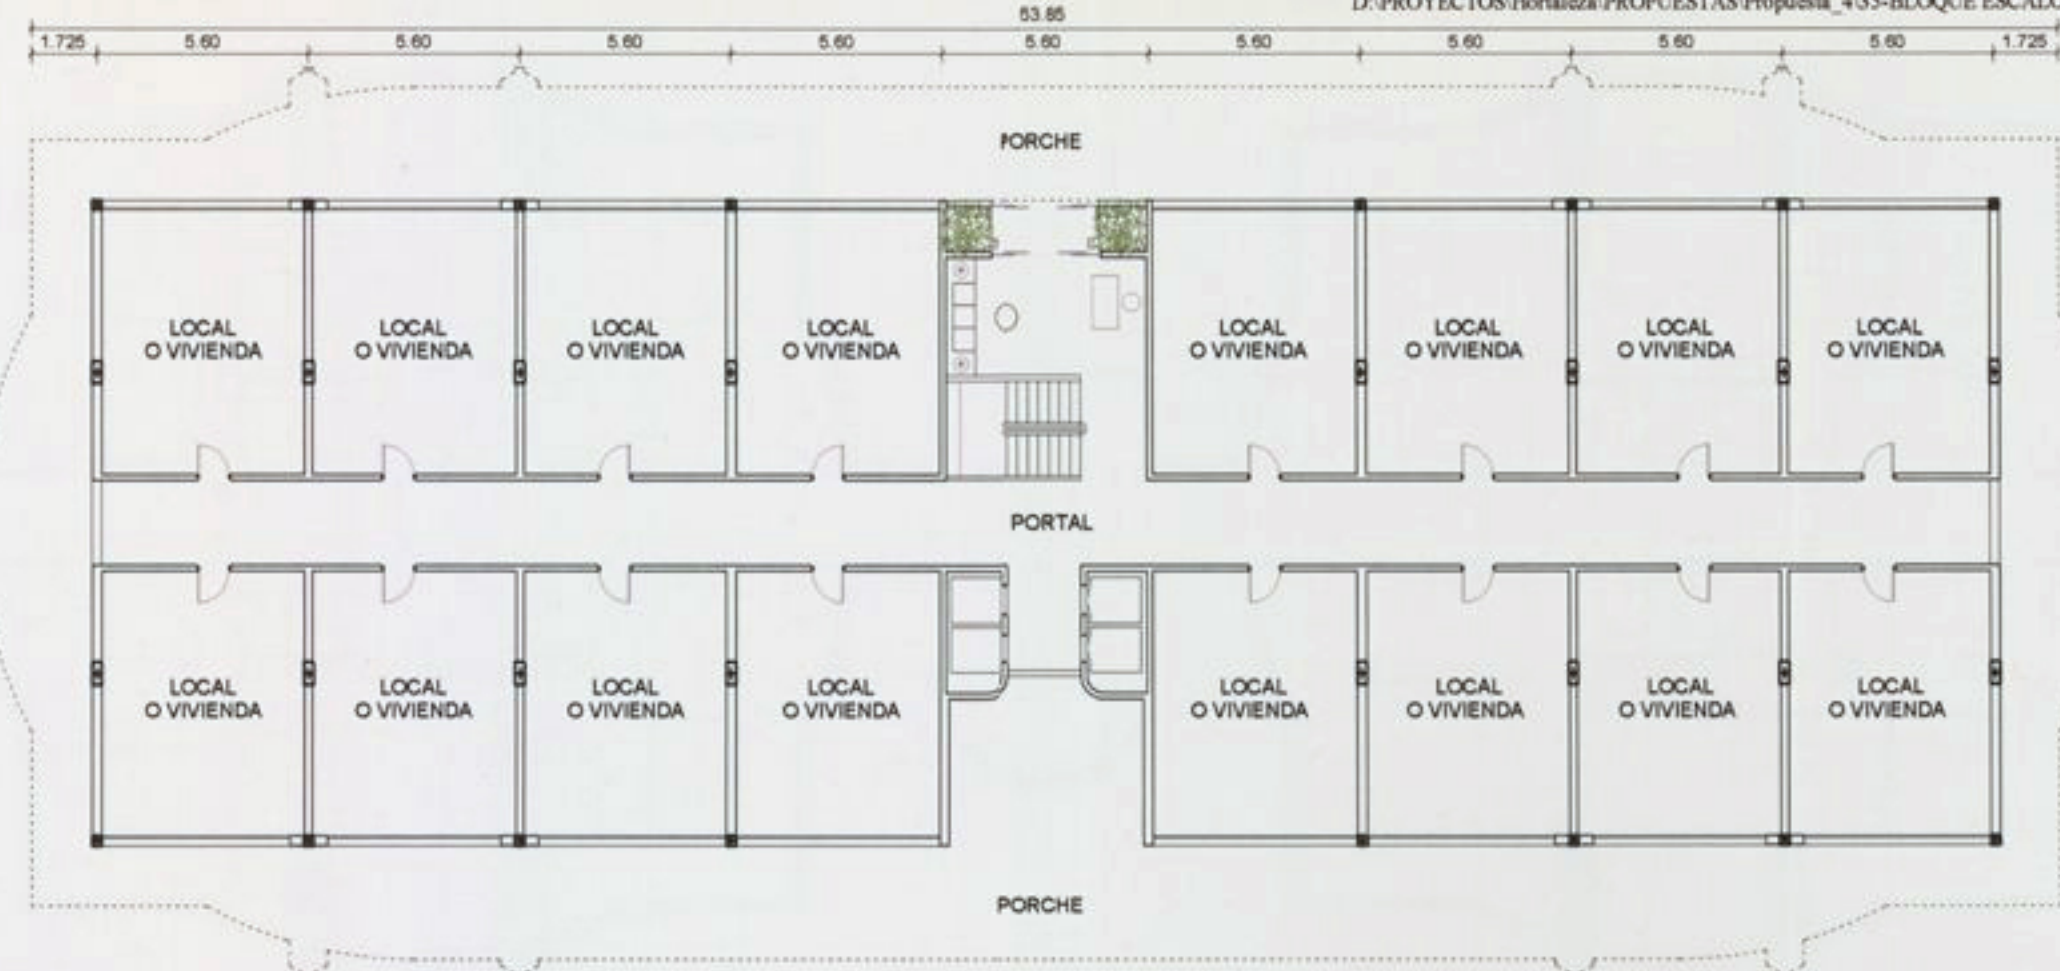 D:\PROYECTOS\Hortaleza\PROPUESTAS\Propuesta_4\
53.85
1.725 5.60 5.60 5.60 5.60 5.60 5.60 5.60 5.60 5.60 1.725
PORCHE
LOCAL LOCAL LOCAL LOCAL LOCAL LOCAL LOCAL LOCAL
O VIVIENDA O VIVIENDA O VIVIENDA O VIVIENDA O VIVIENDA O VIVIENDA O VIVIENDA O VIVIENDA
PORTAL
LOCAL LOCAL LOCAL LOCAL LOCAL LOCAL LOCAL LOCAL
O VIVIENDA O VIVIENDA O VIVIENDA O VIVIENDA O VIVIENDA O VIVIENDA O VIVIENDA O VIVIENDA
PORCHE